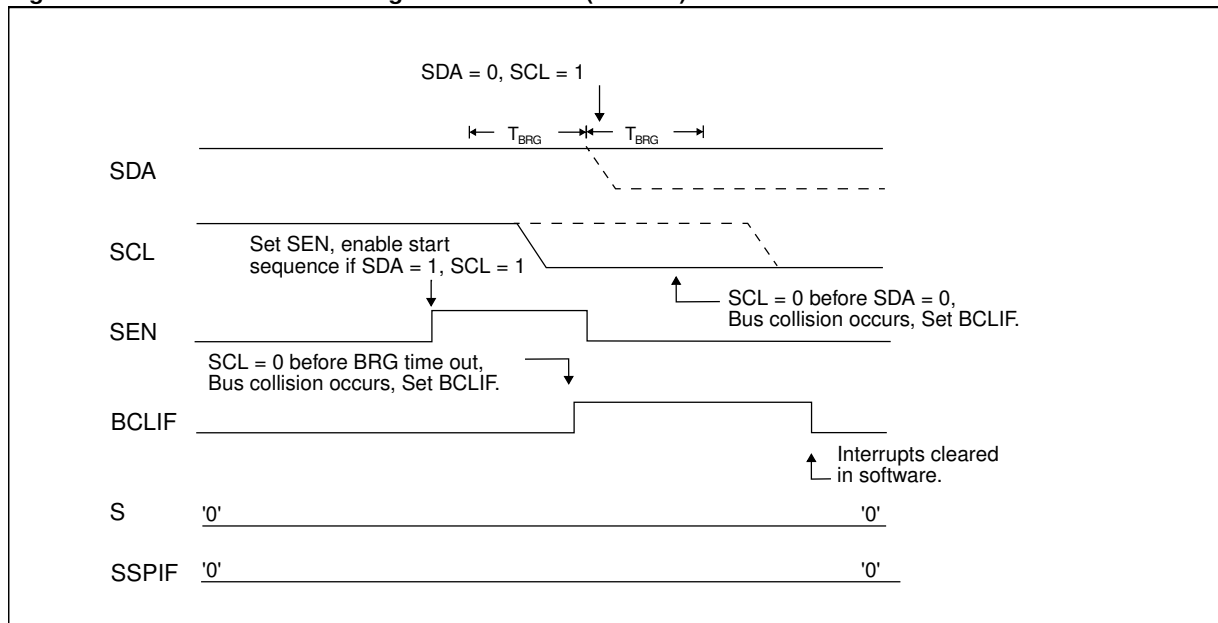 SDA = 0, SCL = 1
TBRG TBRG
SDA
SCL
Set SEN, enable start
sequence if SDA = 1, SCL = 1
SCL = 0 before SDA = 0,
Bus collision occurs, Set BCLIF.
SEN
SCL = 0 before BRG time out,
Bus collision occurs, Set BCLIF.
BCLIF
Interrupts cleared
in software.
S '0' '0'
SSPIF '0' '0'